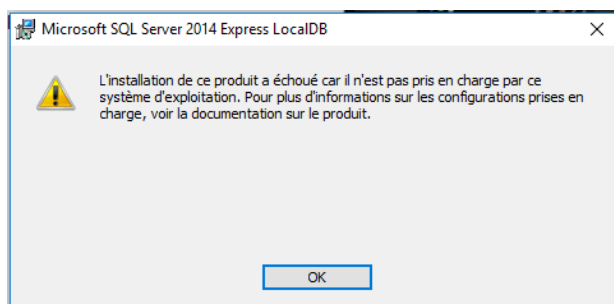 Microsoft SQL Server 2014 Express LocalDB
L'installation de ce produit a échoué car il n'est pas pris en charge par ce
système d'exploitation. Pour plus d'informations sur les configurations prises en
charge, voir la documentation sur le produit.
OK